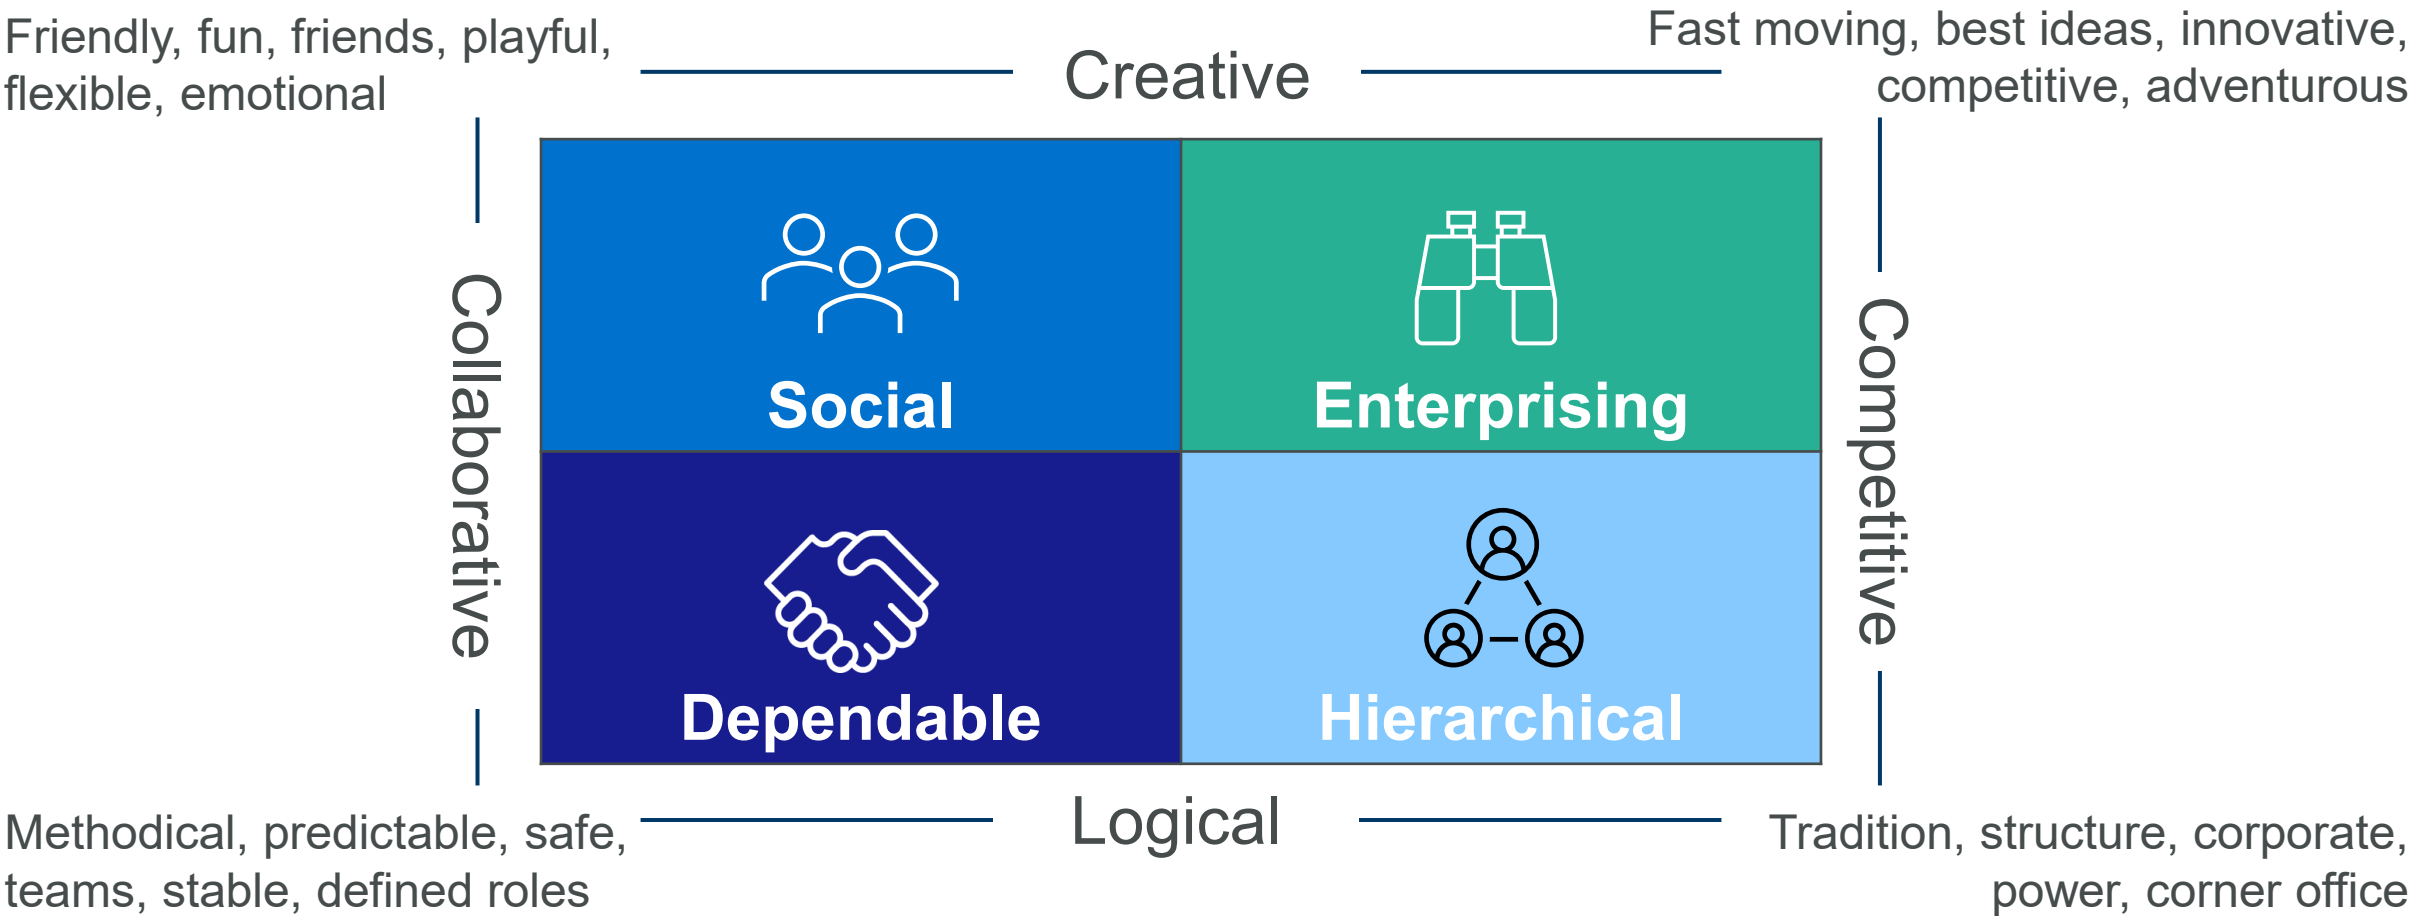 Friendly, fun, friends, playful,
flexible, emotional
Creative
Fast moving, best ideas, innovative,
competitive, adventurous
Collaborative
Social
Enterprising
Competitive
Dependable
Hierarchical
Methodical, predictable, safe,
teams, stable, defined roles
Logical
Tradition, structure, corporate,
power, corner office